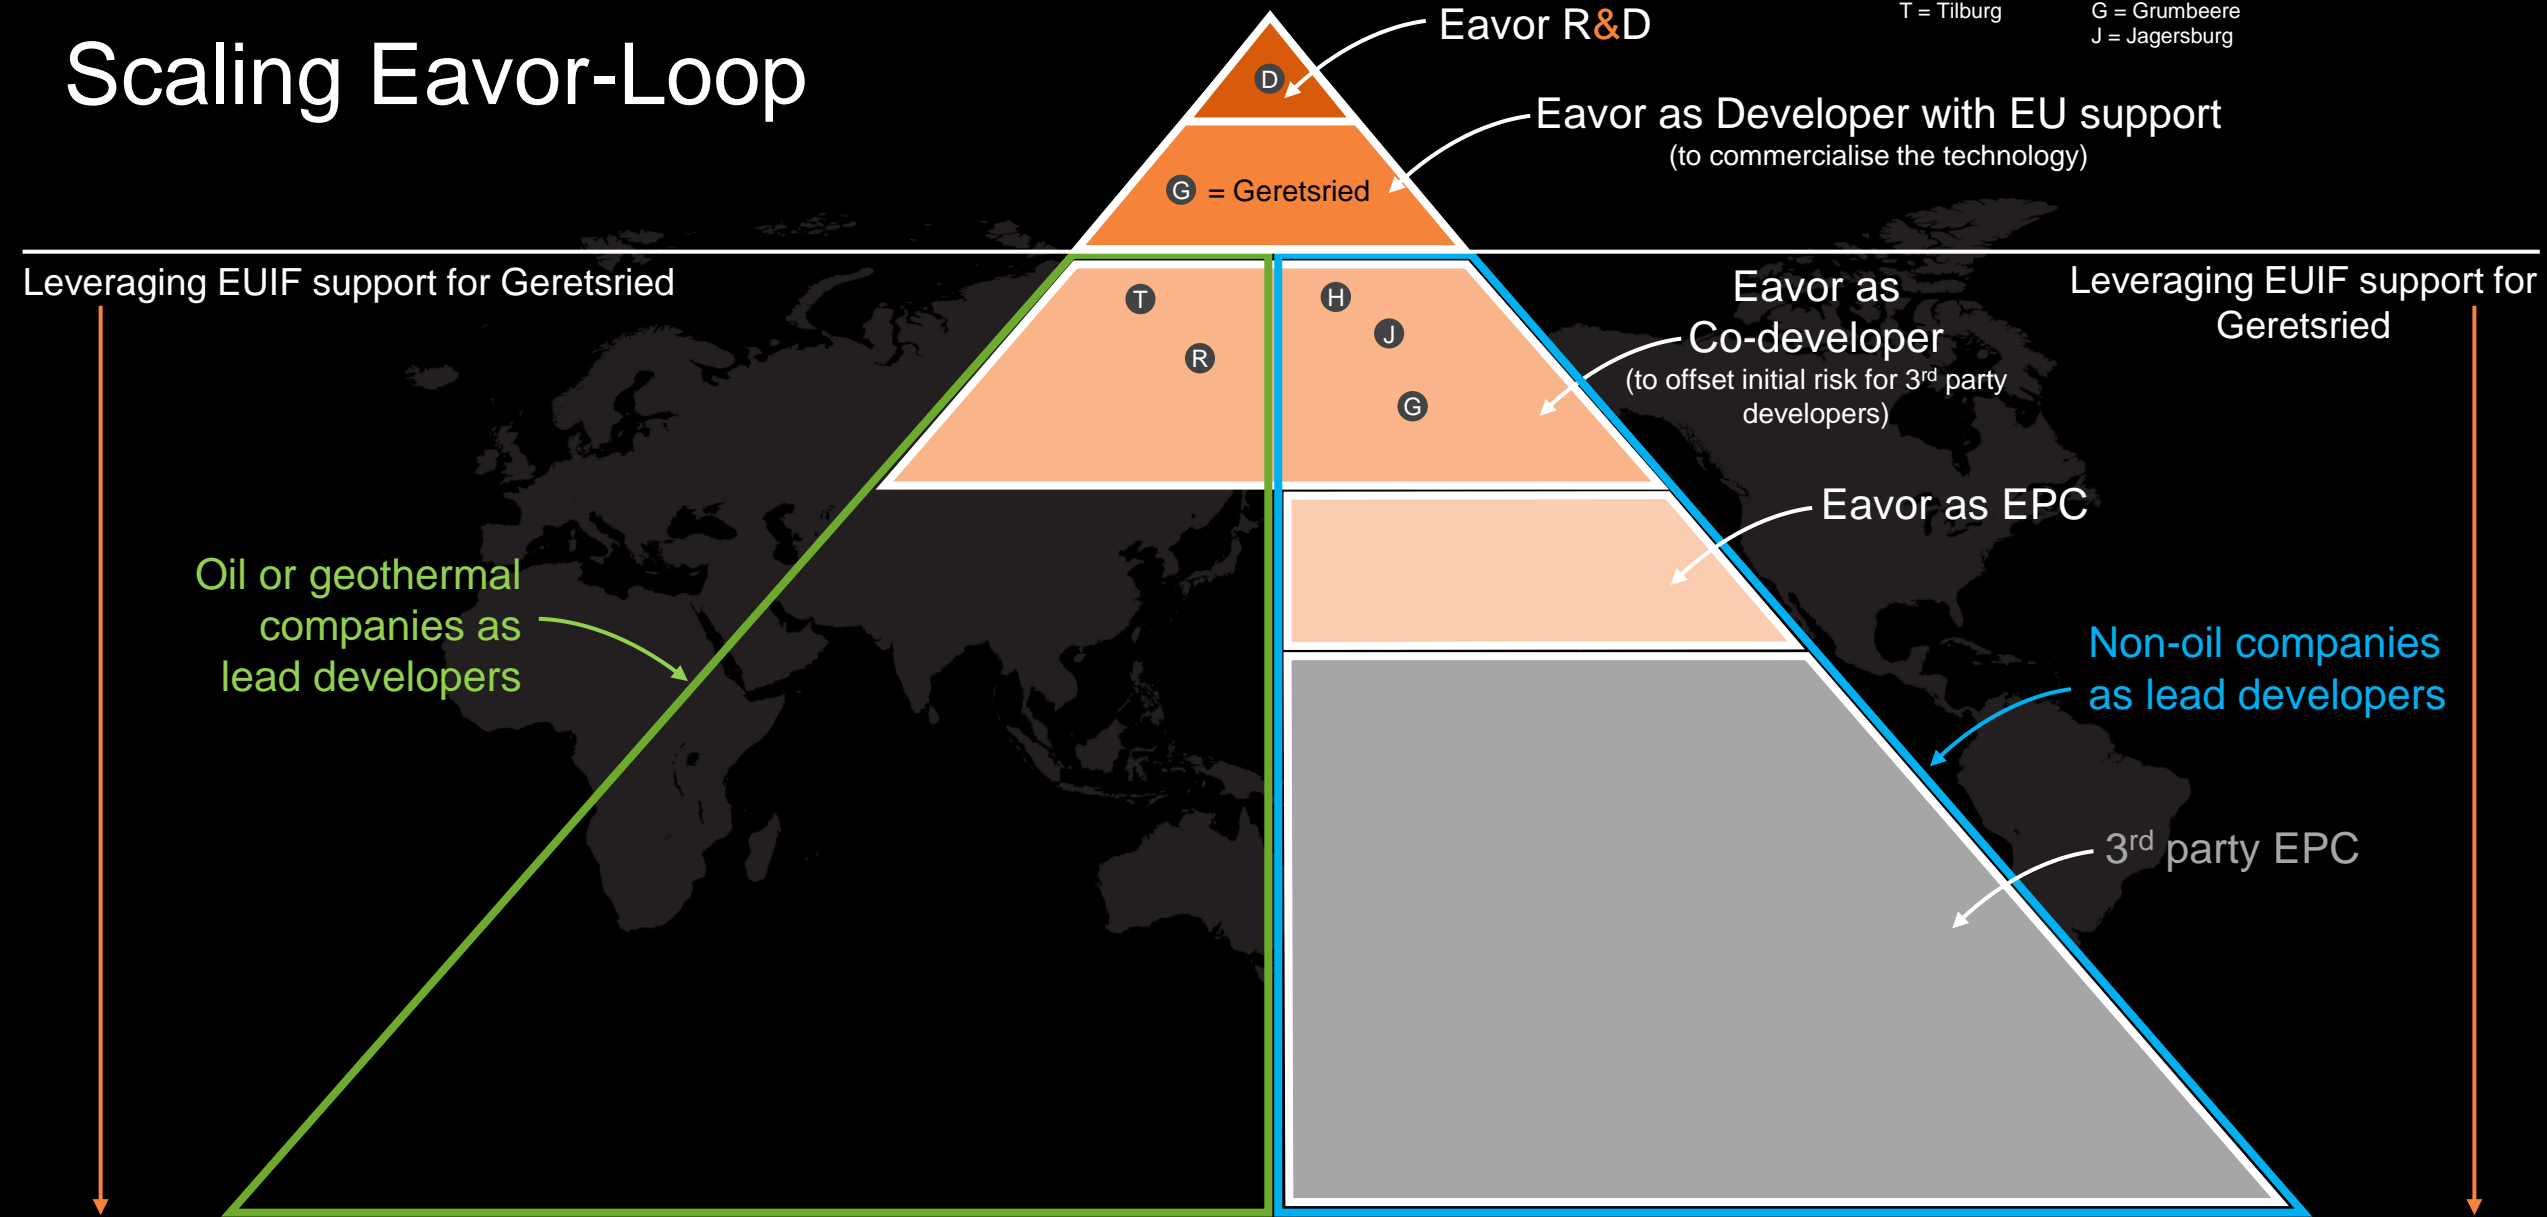 T = Tilburg
G = Grumbeere
J = Jagersburg
Scaling Eavor-Loop
Eavor R&D
D
Eavor as Developer with EU support
(to commercialise the technology)
G = Geretsried
Leveraging EUIF support for Geretsried
Leveraging EUIF support for
Geretsried
T
R
H
J
G
Eavor as
Co-developer
(to offset initial risk for 3rd party
developers)
Eavor as EPC
Oil or geothermal
companies as
lead developers
Non-oil companies
as lead developers
3rd party EPC